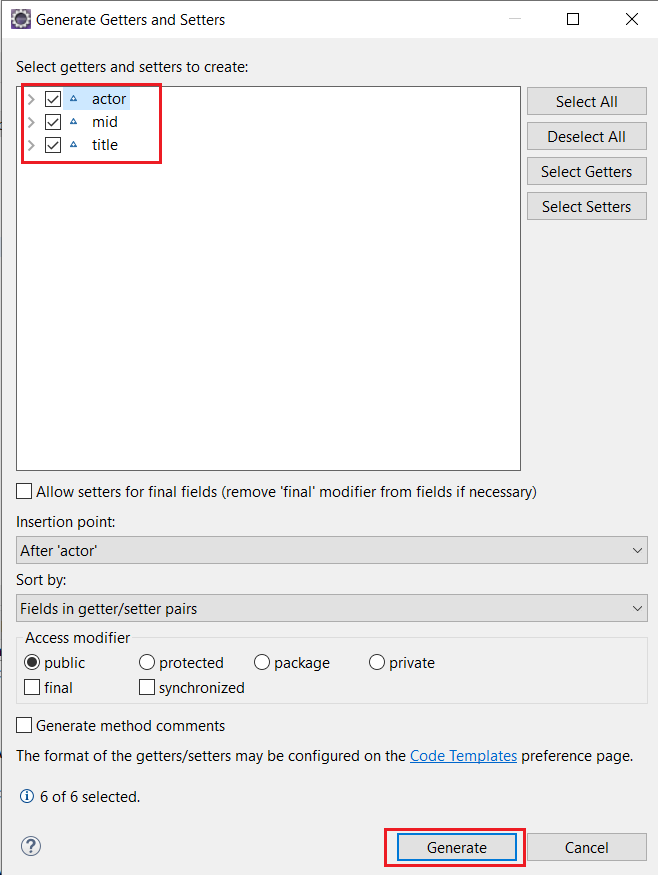 Generate Getters and Setters
Select getters and setters to create:
actor
mid
title
Select All
Deselect All
Select Getters
Select Setters
Allow setters for final fields (remove 'final' modifier from fields if necessary)
Insertion point:
After 'actor'
Sort by:
Fields in getter/setter pairs
Access modifier
public protected package private
final synchronized
Generate method comments
The format of the getters/setters may be configured on the Code Templates preference page.
6 of 6 selected.
Generate Cancel